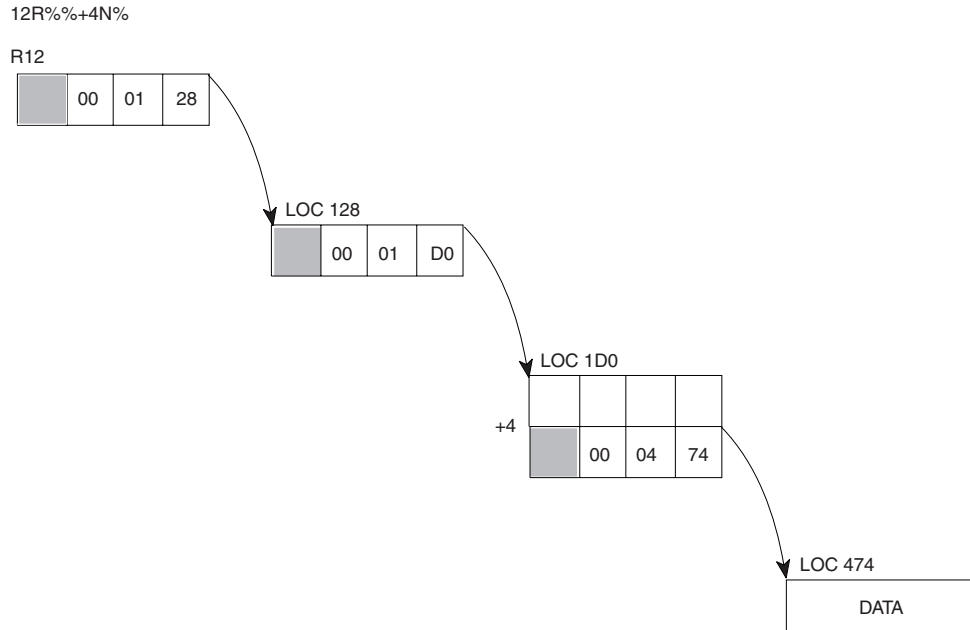 12R%%+4N%
R12
00 01 28
LOC 128
00 01 D0
LOC 1D0
+4
00 04 74
LOC 474
DATA